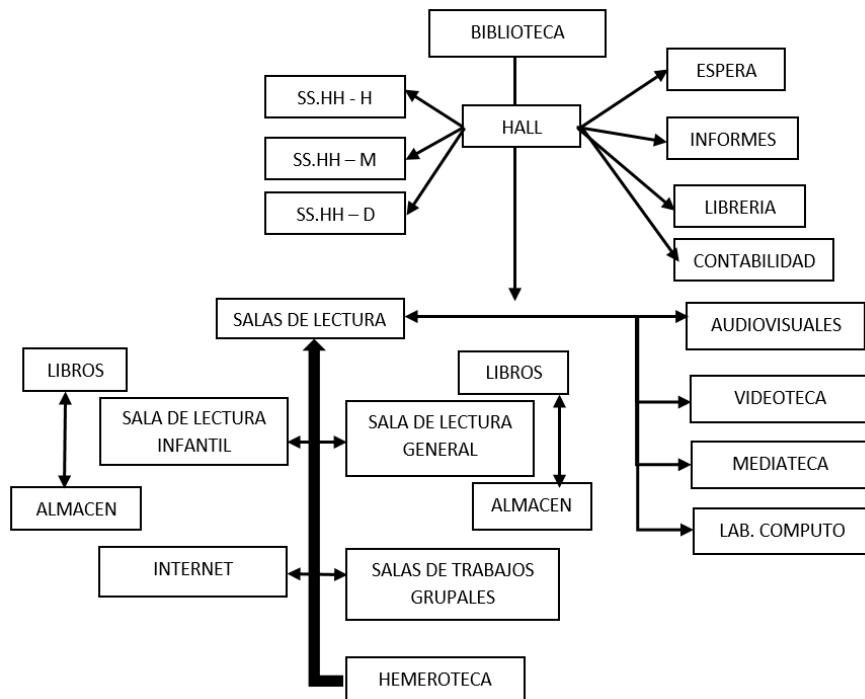 BIBLIOTECA
ESPERA
SS.HH - H
HALL
INFORMES
SS.HH – M
LIBRERIA
SS.HH – D
CONTABILIDAD
SALAS DE LECTURA
AUDIOVISUALES
LIBROS
LIBROS
VIDEOTECA
SALA DE LECTURA
INFANTIL
SALA DE LECTURA
GENERAL
MEDIATECA
ALMACEN
ALMACEN
LAB. COMPUTO
INTERNET
SALAS DE TRABAJOS
GRUPALES
HEMEROTECA